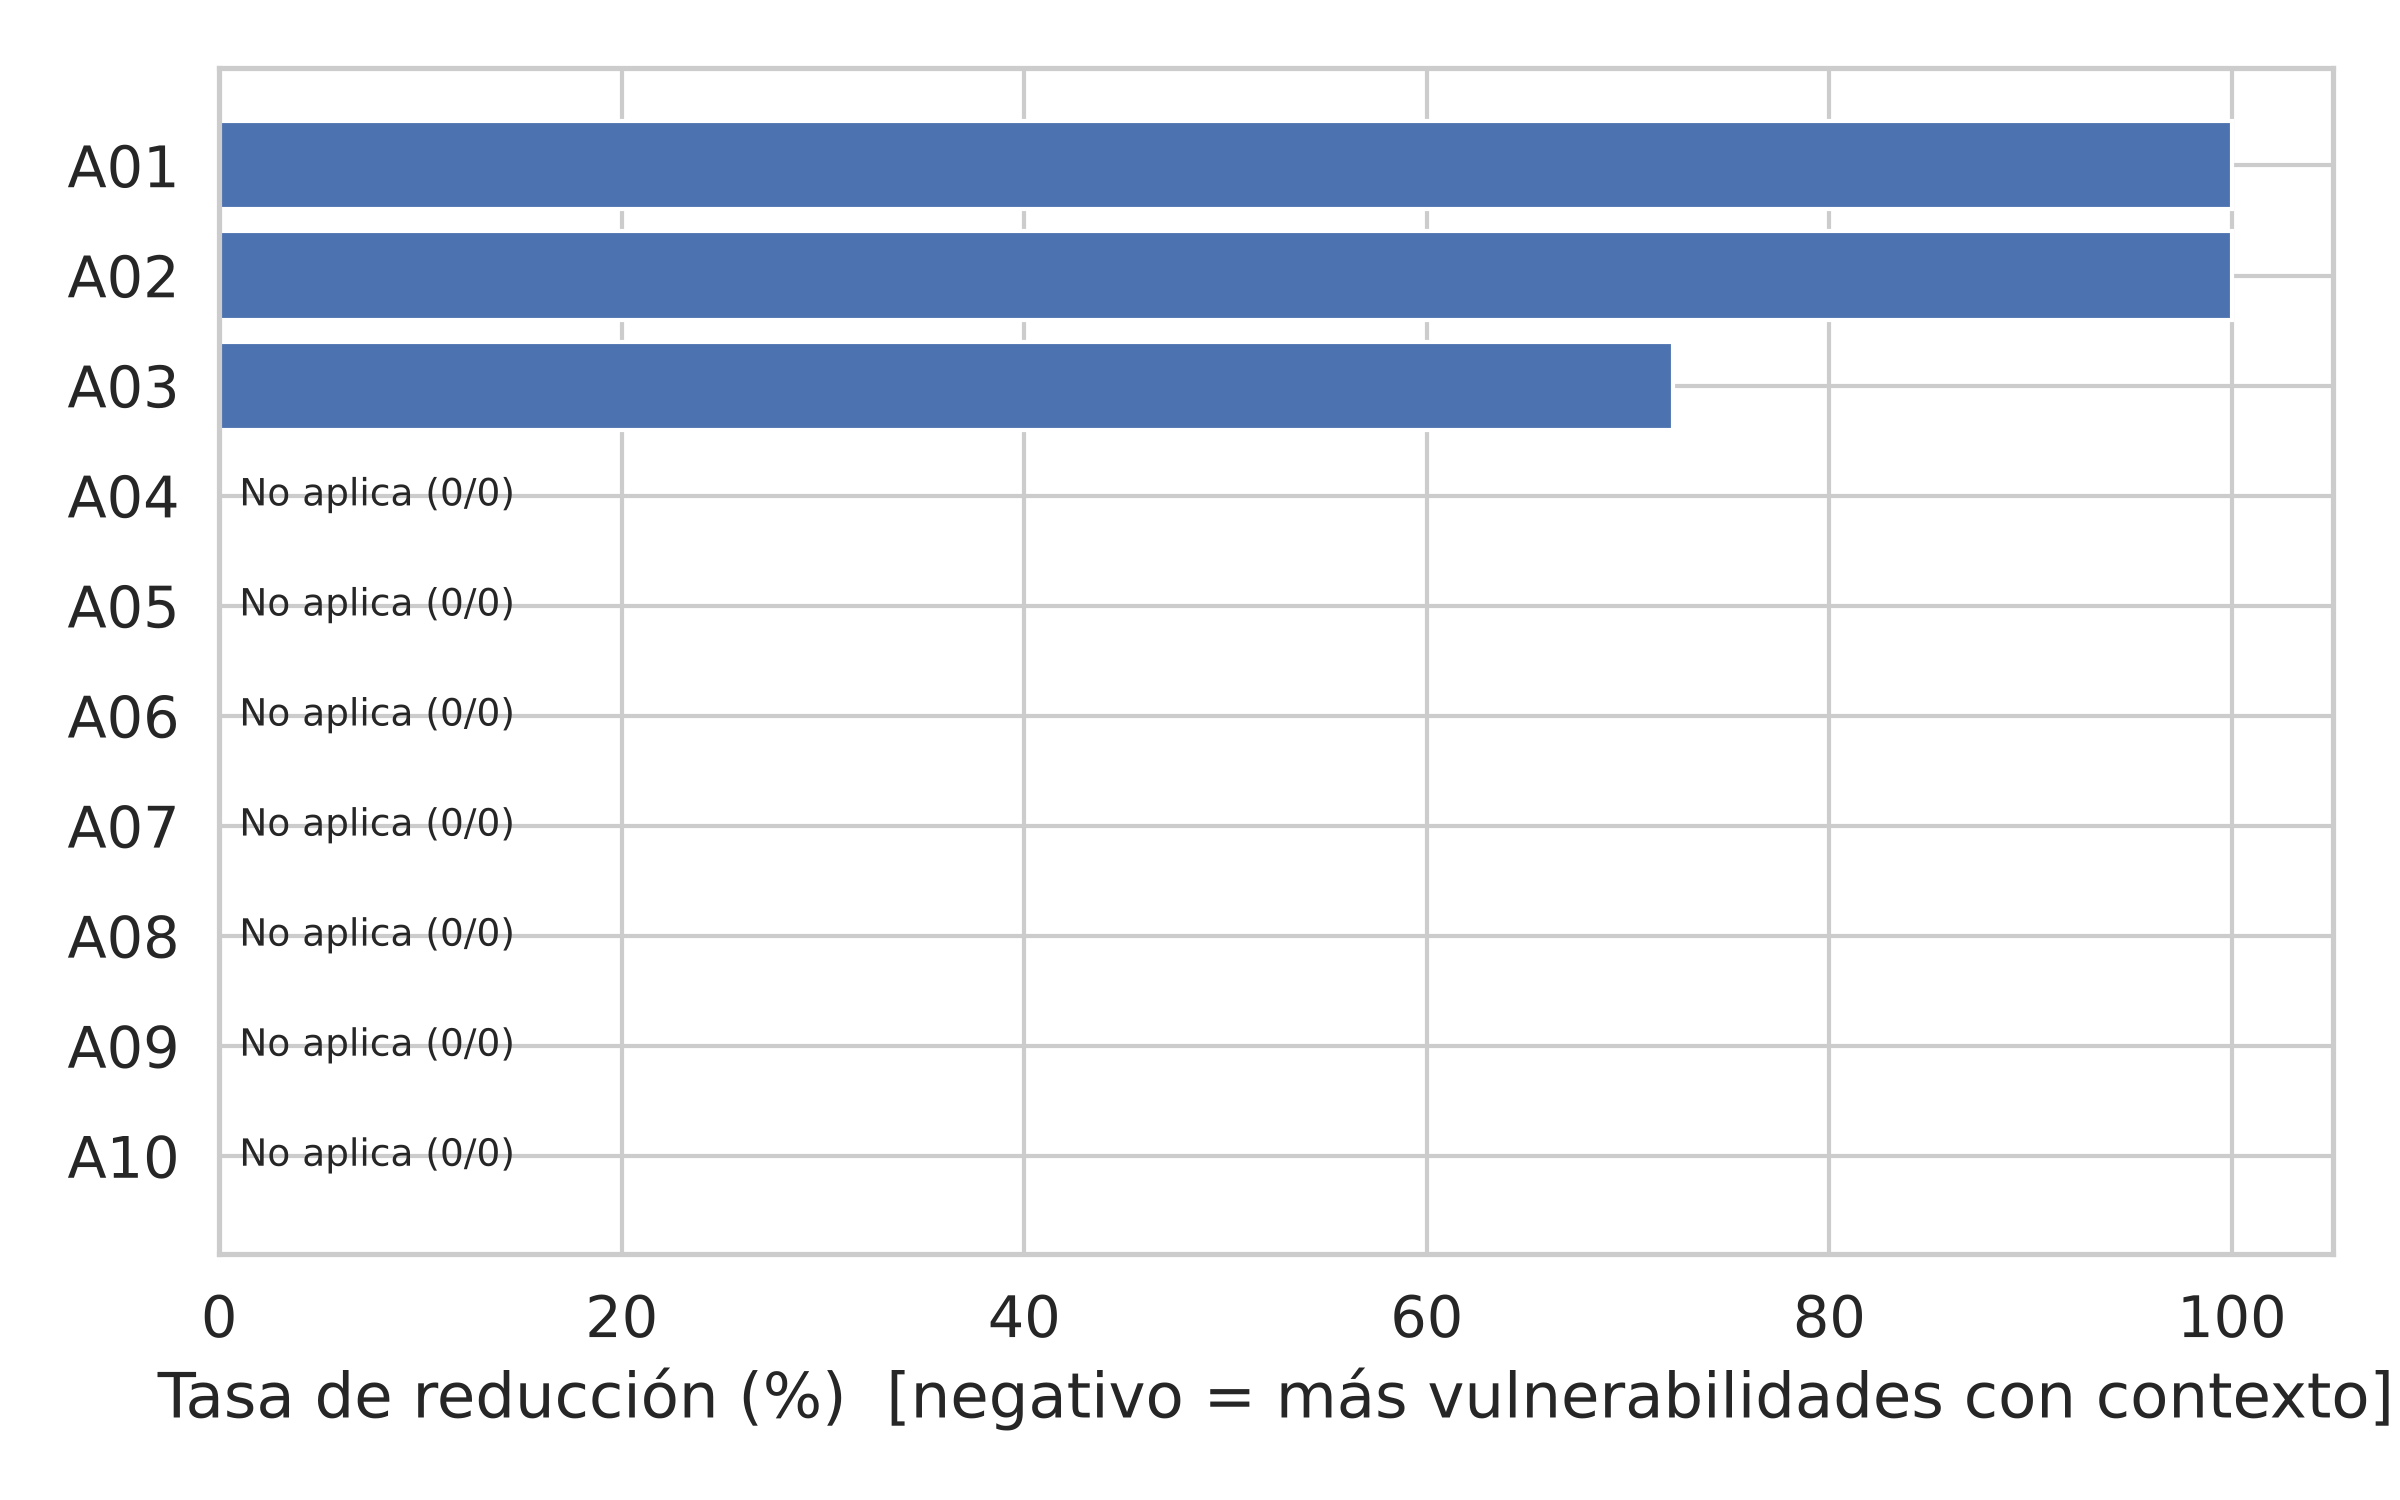 A01
A02
A03
A04 No aplica (0/0)
A05 No aplica (0/0)
A06 No aplica (0/0)
A07 No aplica (0/0)
A08 No aplica (0/0)
A09 No aplica (0/0)
A10 No aplica (0/0)
0 20 40 60 80 100
Tasa de reducción (%) [negativo = más vulnerabilidades con contexto]